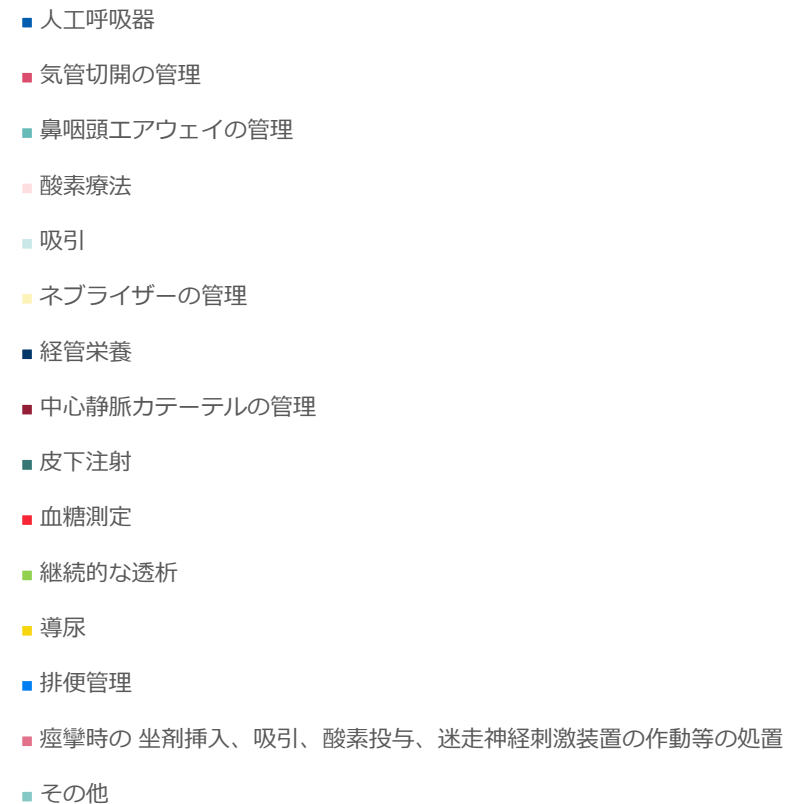 人工呼吸器
気管切開の管理
鼻咽頭エアウェイの管理
酸素療法
吸引
ネブライザーの管理
経管栄養
中心静脈カテーテルの管理
皮下注射
血糖測定
継続的な透析
導尿
排便管理
痙攣時の 坐剤挿入、吸引、酸素投与、迷走神経刺激装置の作動等の処置
その他